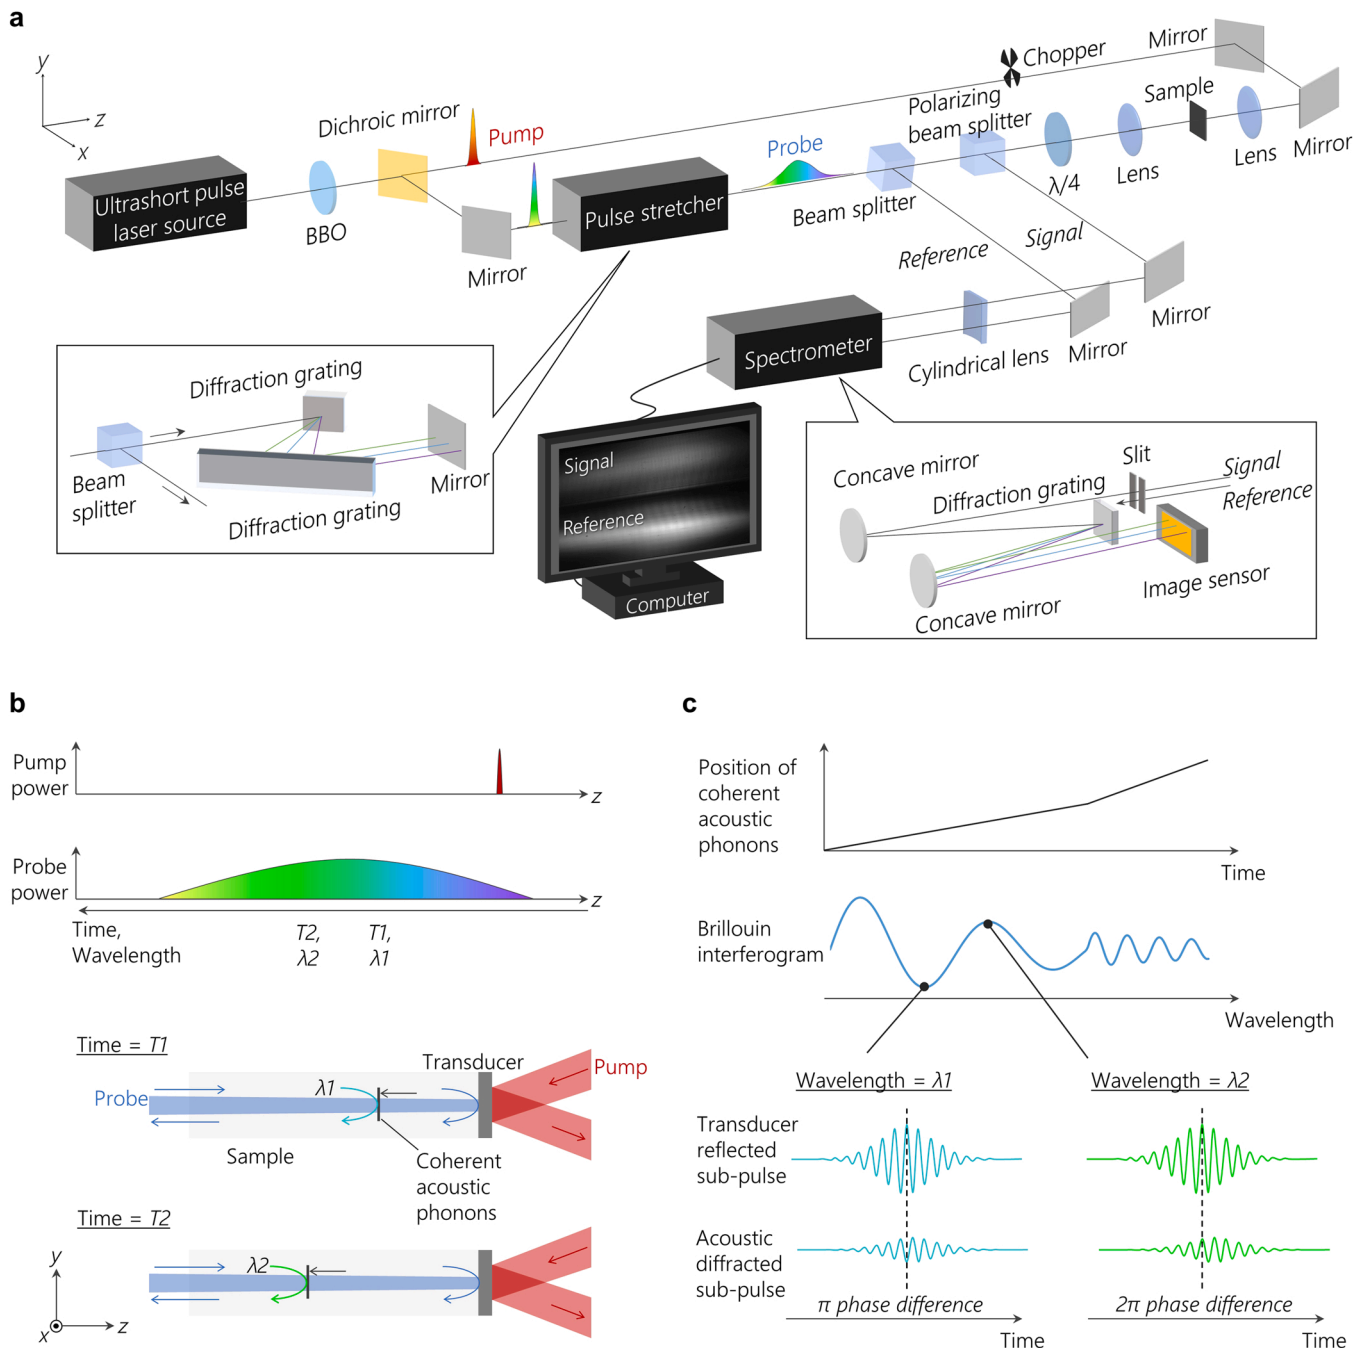 a
y
z
x
Ultrashort pulse
laser source
BBO
Dichroic mirror
Mirror
Pump
Pulse stretcher
Probe
Beam splitter
Polarizing
beam splitter
Chopper
Mirror
Sample
λ/4
Lens
Lens
Mirror
Reference
Signal
Mirror
Mirror
Cylindrical lens
Spectrometer
Diffraction grating
Beam
splitter
Diffraction grating
Mirror
Signal
Reference
Computer
Concave mirror
Diffraction grating
Slit
Signal
Reference
Image sensor
Concave mirror
b
Pump
power
z
Probe
power
z
Time,
Wavelength
T2,
λ2
T1,
λ1
Time = T1
Transducer
Pump
Probe
λ1
Sample
Coherent
acoustic
phonons
Time = T2
λ2
y
x
z
c
Position of
coherent
acoustic
phonons
Time
Brillouin
interferogram
Wavelength
Wavelength = λ1
Wavelength = λ2
Transducer
reflected
sub-pulse
Acoustic
diffracted
sub-pulse
π phase difference
2π phase difference
Time
Time